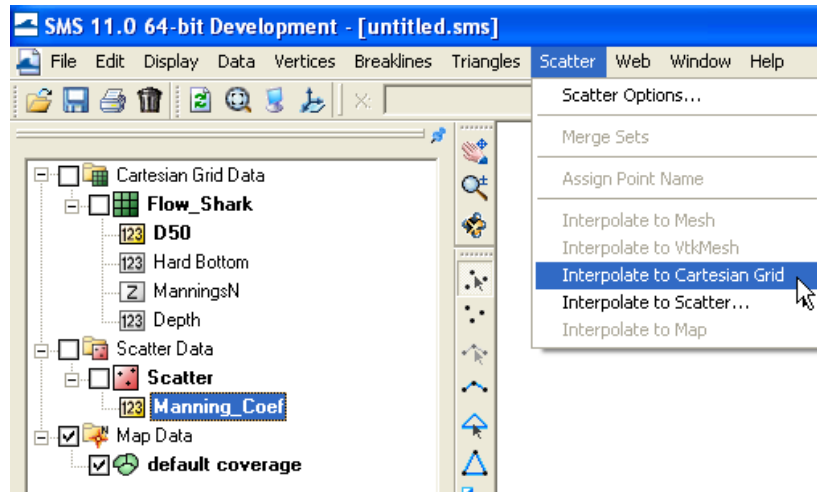 SMS 11.0 64-bit Development - [untitled.sms]
File Edit Display Data Vertices Breaklines Triangles Scatter Web Window Help
Scatter Options...
Merge Sets
Assign Point Name
Interpolate to Mesh
Interpolate to VtkMesh
Interpolate to Cartesian Grid
Interpolate to Scatter...
Interpolate to Map
Cartesian Grid Data
Flow_Shark
123 D50
123 Hard Bottom
Z ManningsN
123 Depth
Scatter Data
Scatter
123 Manning_Coef
Map Data
default coverage